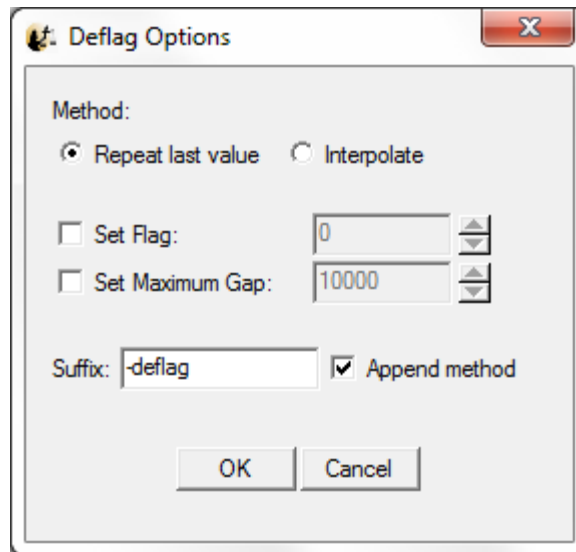 Deflag Options
Method:
Repeat last value Interpolate
Set Flag: 0
Set Maximum Gap: 10000
Suffix: -deflag Append method
OK Cancel